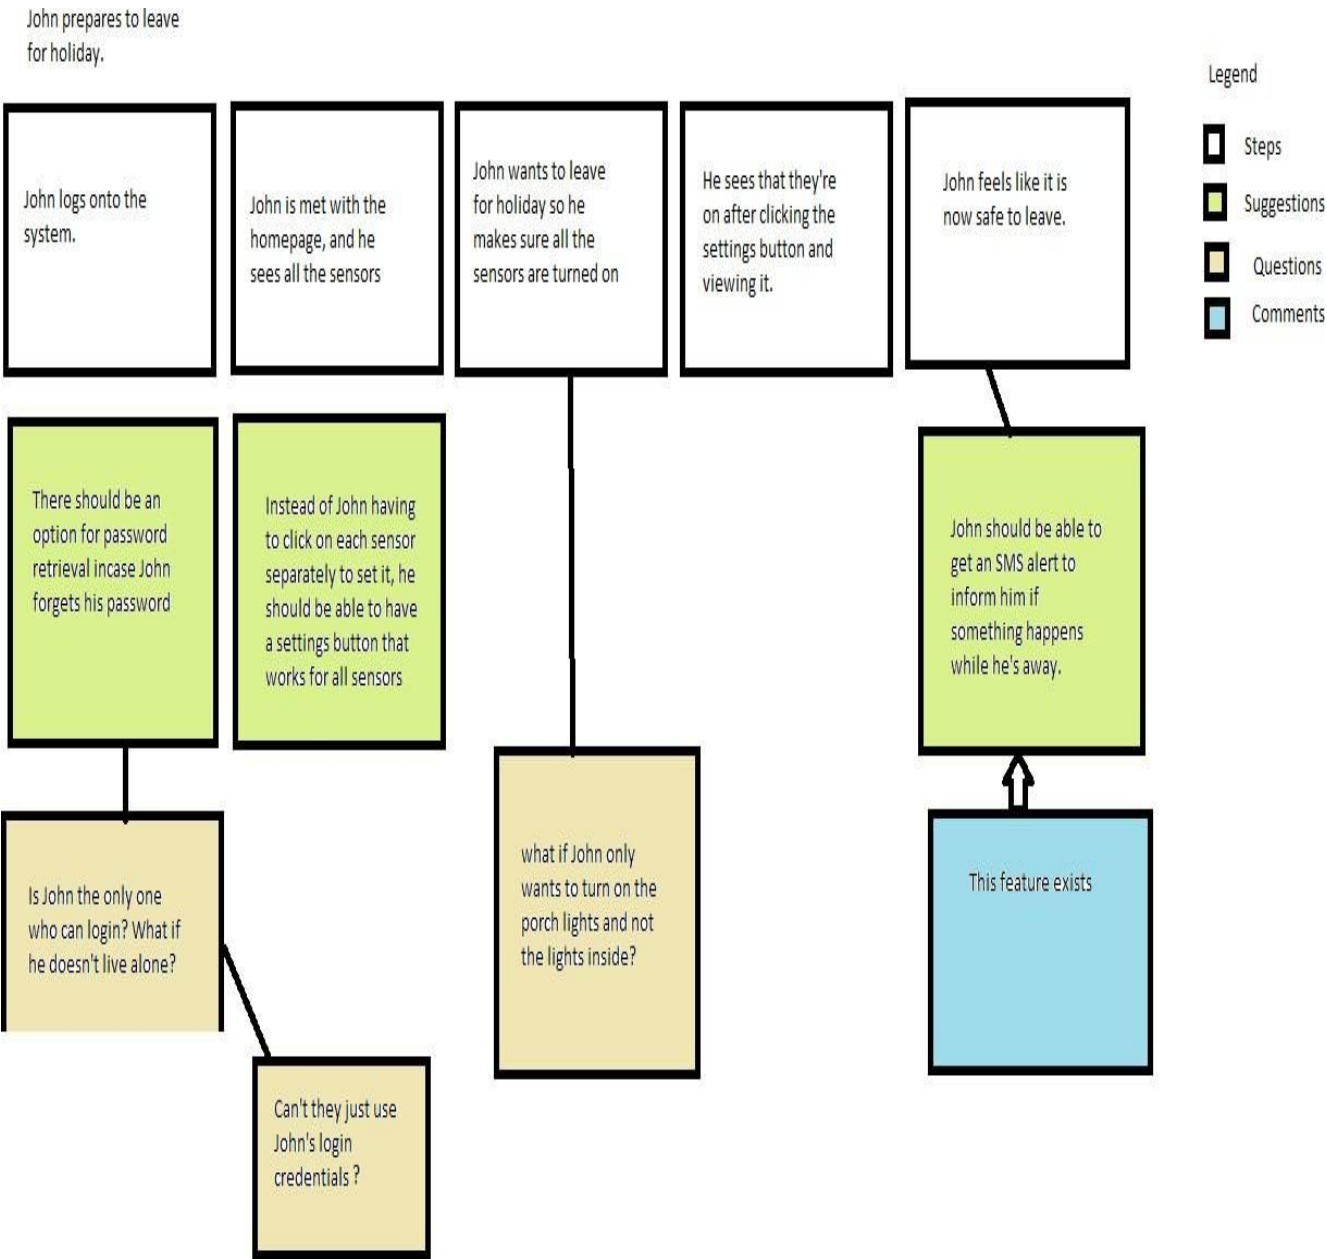 John prepares to leave
for holiday.
Legend
Steps
Suggestions
Questions
Comments
John logs onto the
system.
John is met with the
homepage, and he
sees all the sensors
John wants to leave
for holiday so he
makes sure all the
sensors are turned on
He sees that they're
on after clicking the
settings button and
viewing it.
John feels like it is
now safe to leave.
There should be an
option for password
retrieval incase John
forgets his password
Instead of John having
to click on each sensor
separately to set it, he
should be able to have
a settings button that
works for all sensors
John should be able to
get an SMS alert to
inform him if
something happens
while he's away.
Is John the only one
who can login? What if
he doesn't live alone?
what if John only
wants to turn on the
porch lights and not
the lights inside?
This feature exists
Can't they just use
John's login
credentials ?